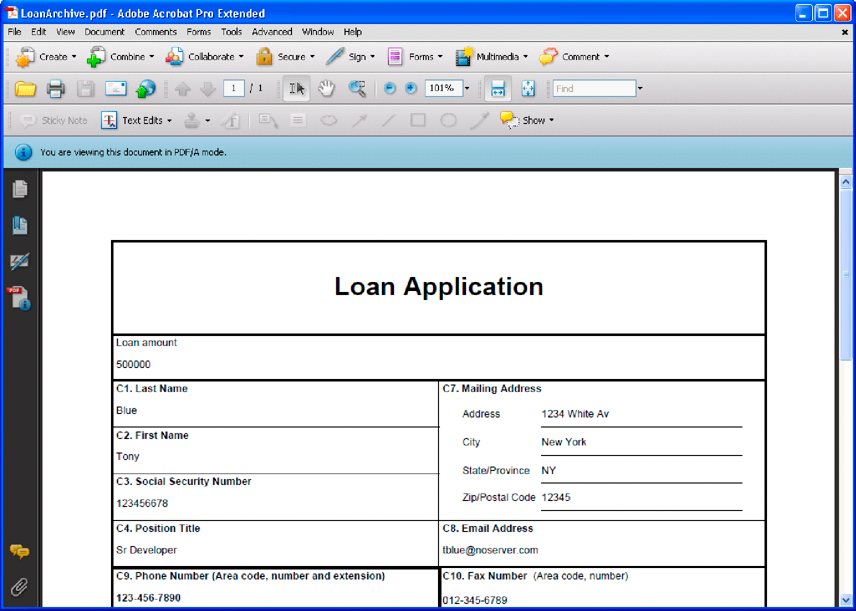 LoanArchive.pdf - Adobe Acrobat Pro Extended
File Edit View Document Comments Forms Tools Advanced Window Help
Create Combine Collaborate Secure Sign Forms Multimedia Comment
1 / 1 101% Find
Sticky Note Text Edits Show
You are viewing this document in PDF/A mode.
Loan Application
Loan amount
500000
C1. Last Name
Blue
C2. First Name
Tony
C3. Social Security Number
123456678
C4. Position Title
Sr Developer
C7. Mailing Address
Address 1234 White Av
City New York
State/Province NY
Zip/Postal Code 12345
C8. Email Address
tblue@noserver.com
C9. Phone Number (Area code, number and extension)
123-456-7890
C10. Fax Number (Area code, number)
012-345-6789